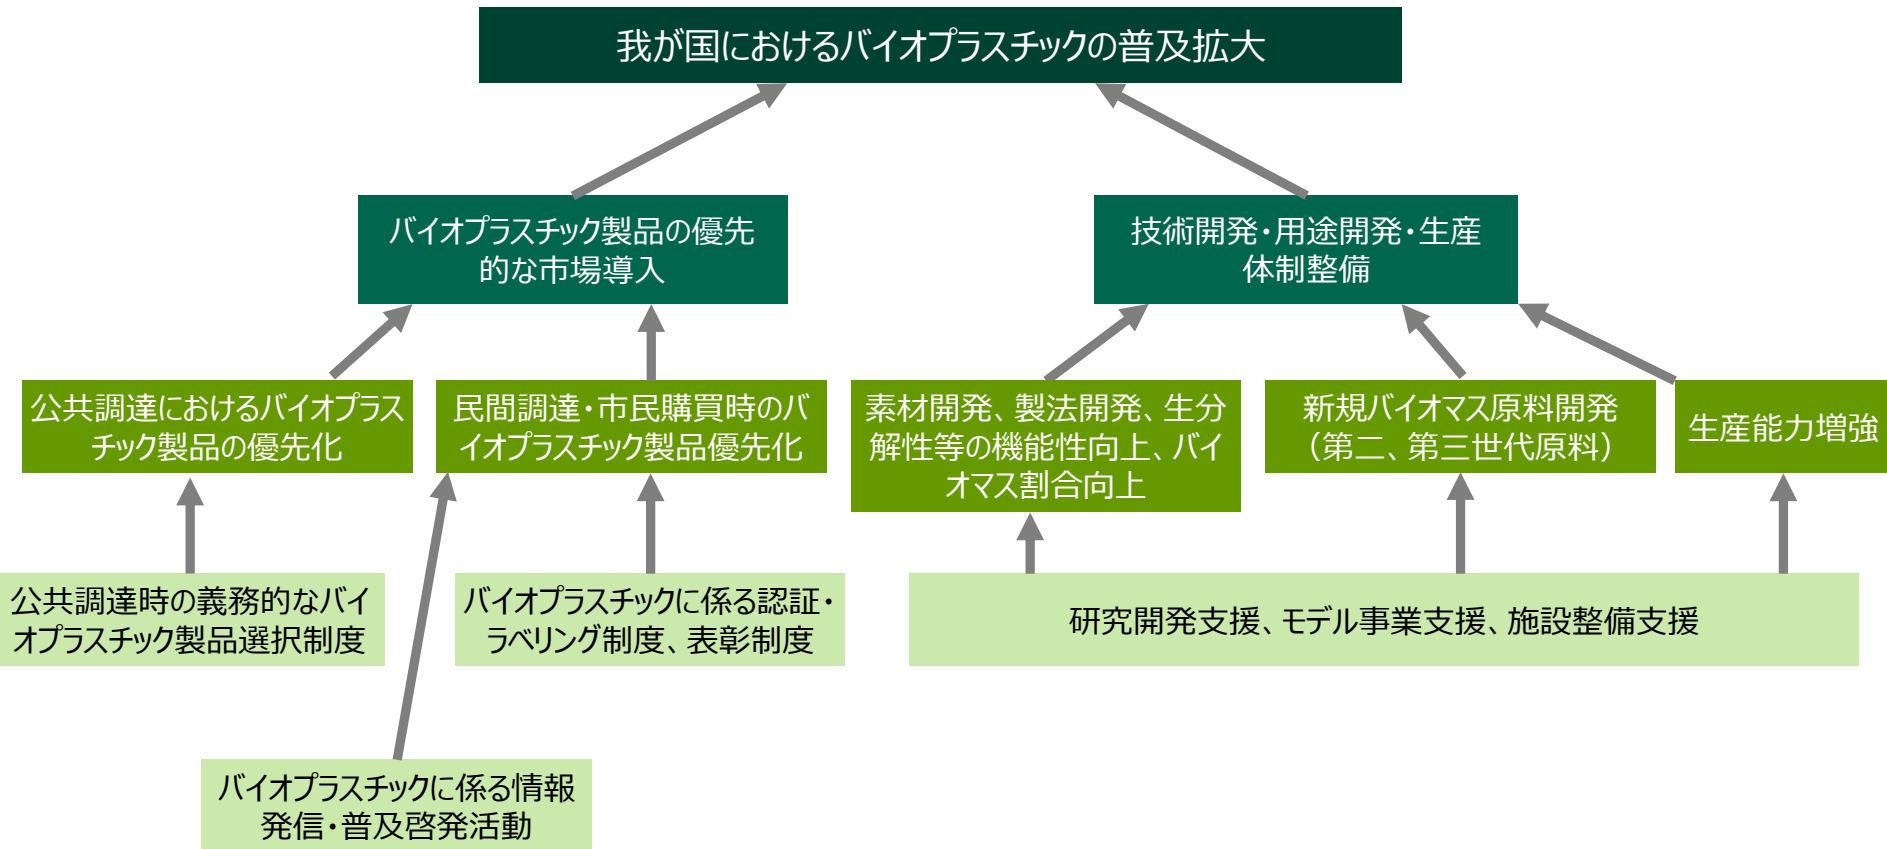 我が国におけるバイオプラスチックの普及拡大
バイオプラスチック製品の優先
的な市場導入
技術開発・用途開発・生産
体制整備
公共調達におけるバイオプラス
チック製品の優先化
民間調達・市民購買時のバ
イオプラスチック製品優先化
素材開発、製法開発、生分
解性等の機能性向上、バイ
オマス割合向上
新規バイオマス原料開発
（第二、第三世代原料）
生産能力増強
公共調達時の義務的なバイ
オプラスチック製品選択制度
バイオプラスチックに係る認証・
ラベリング制度、表彰制度
研究開発支援、モデル事業支援、施設整備支援
バイオプラスチックに係る情報
発信・普及啓発活動